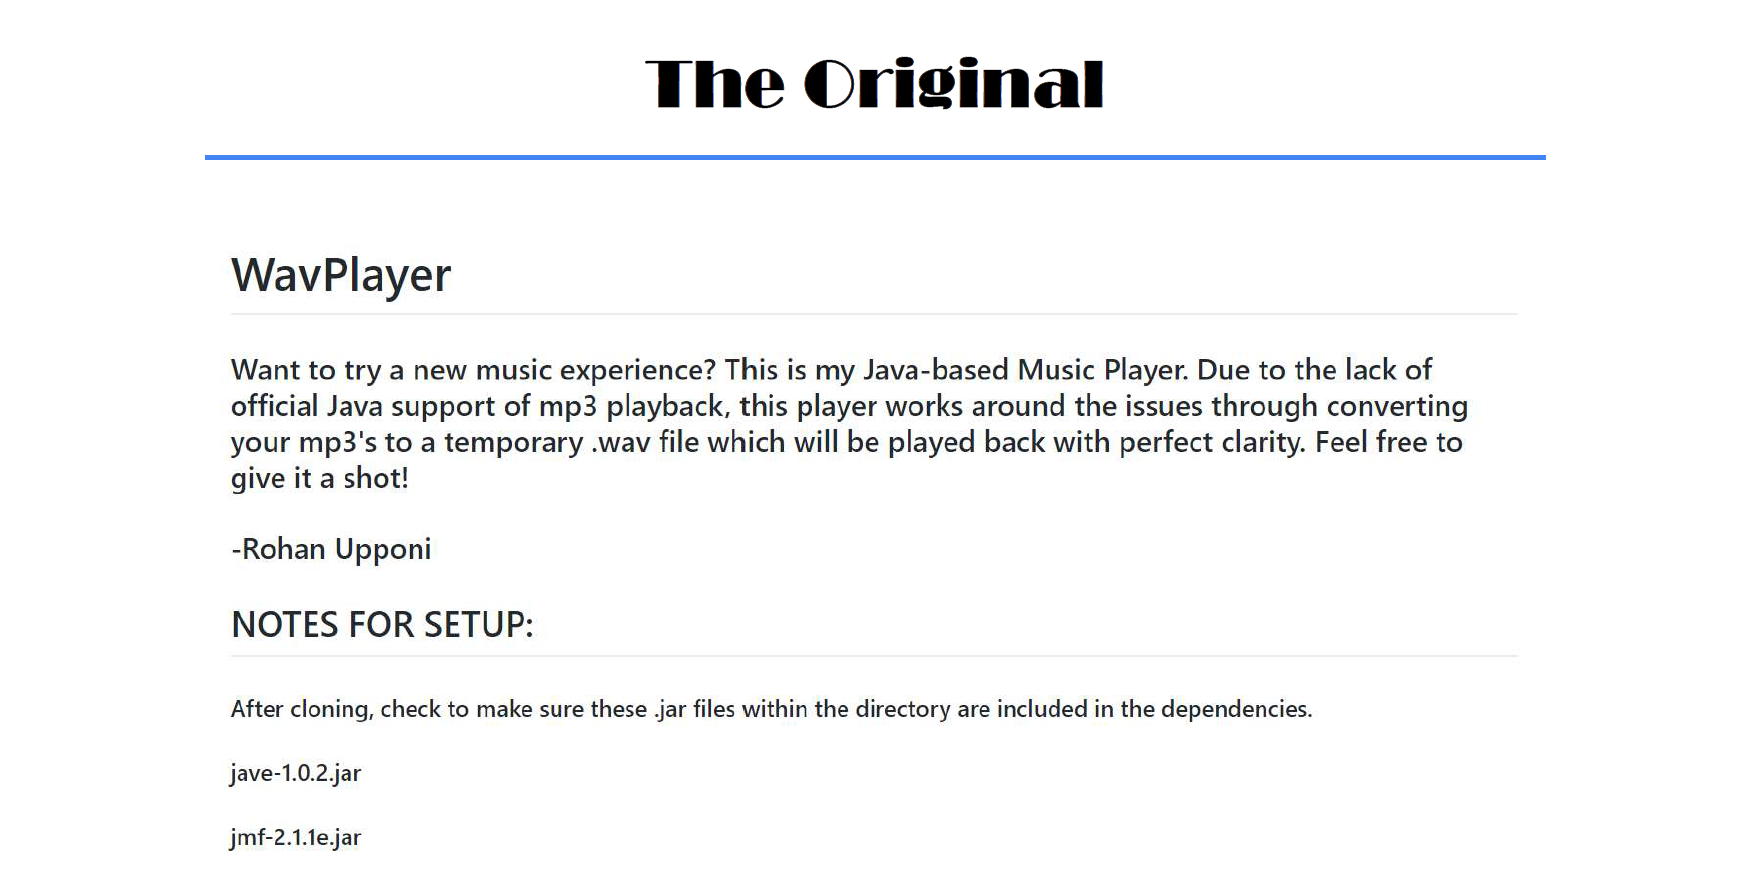 The Original
WavPlayer
Want to try a new music experience? This is my Java-based Music Player. Due to the lack of
official Java support of mp3 playback, this player works around the issues through converting
your mp3's to a temporary .wav file which will be played back with perfect clarity. Feel free to
give it a shot!
-Rohan Upponi
NOTES FOR SETUP:
After cloning, check to make sure these .jar files within the directory are included in the dependencies.
jave-1.0.2.jar
jmf-2.1.1e.jar